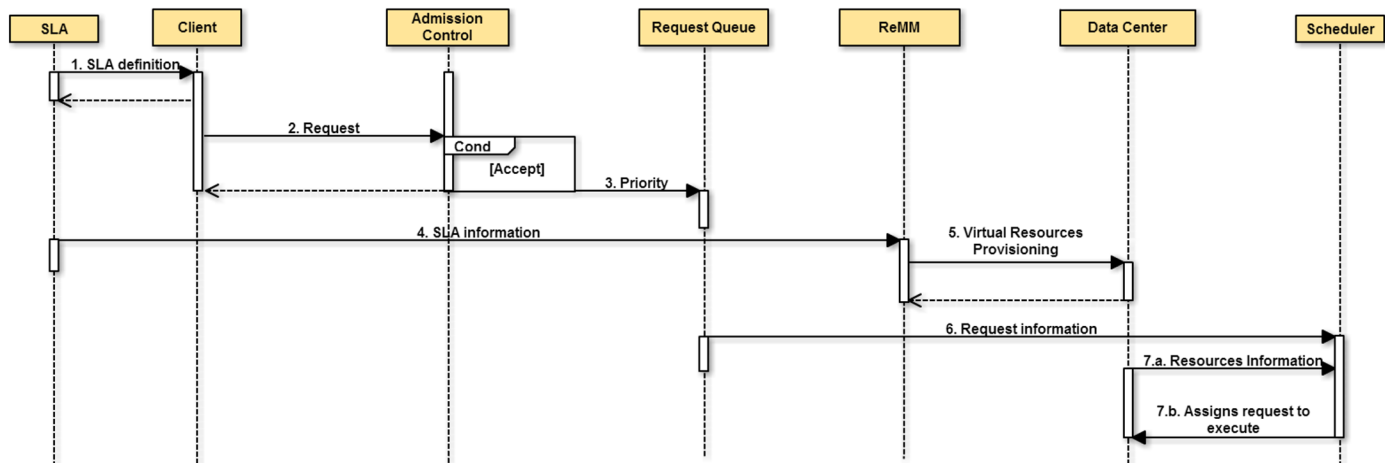 SLA
Client
Admission
Control
Request Queue
ReMM
Data Center
Scheduler
1. SLA definition
2. Request
Cond
[Accept]
3. Priority
4. SLA information
5. Virtual Resources
Provisioning
6. Request information
7.a. Resources Information
7.b. Assigns request to
execute